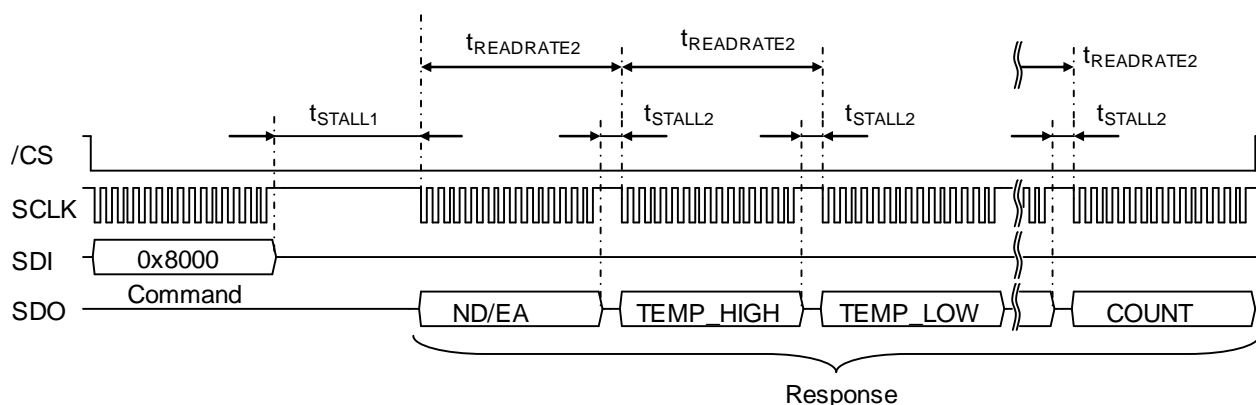 tREADRATE2 tREADRATE2
tREADRATE2
tSTALL1 tSTALL2 tSTALL2 tSTALL2
/CS
SCLK
SDI 0x8000
Command
SDO ND/EA TEMP_HIGH TEMP_LOW COUNT
Response